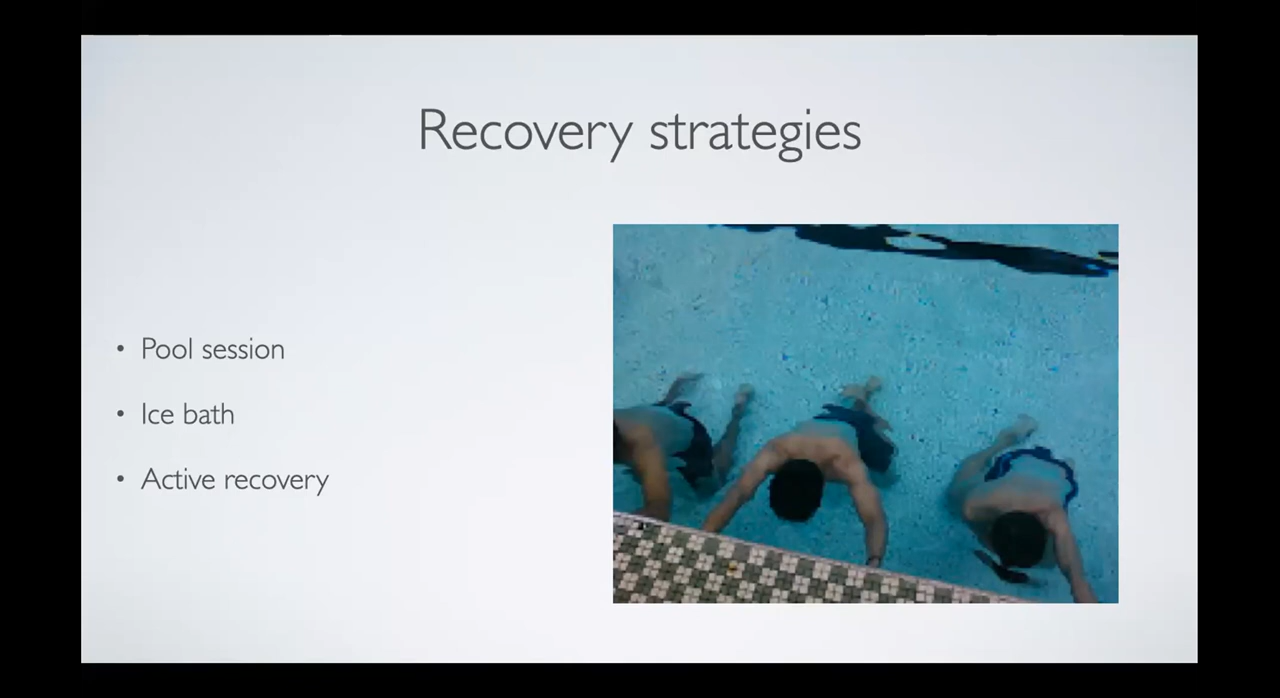 Recovery strategies
• Pool session
• Ice bath
• Active recovery